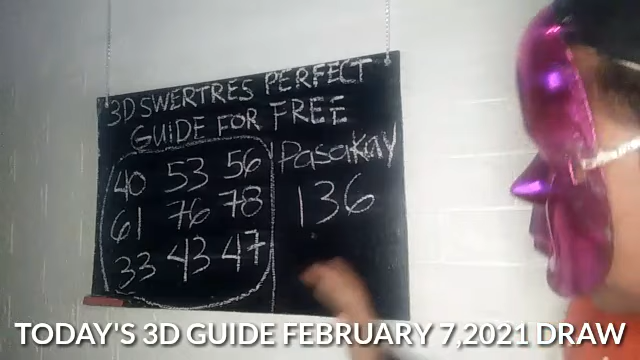 3D SWERTRES PERFECT
GUIDE FOR FREE
40 53 56
61 76 78
33 43 47
Pasakay
136
TODAY'S 3D GUIDE FEBRUARY 7,2021 DRAW